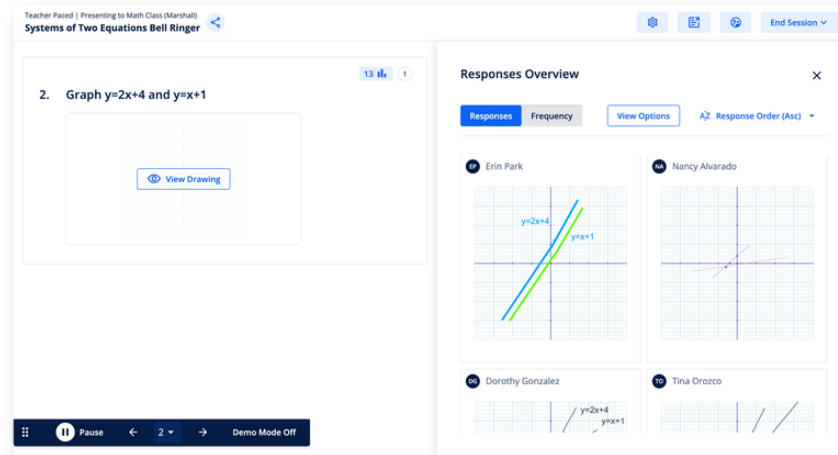 Teacher Paced | Presenting to Math Class (Marshall)
Systems of Two Equations Bell Ringer
End Session
13
1
2. Graph y=2x+4 and y=x+1
View Drawing
Pause
2
Demo Mode Off
Responses Overview
Responses
Frequency
View Options
AZ Response Order (Asc)
EP Erin Park
y=2x+4
y=x+1
NA Nancy Alvarado
DG Dorothy Gonzalez
y=2x+4
y=x+1
TO Tina Orozco